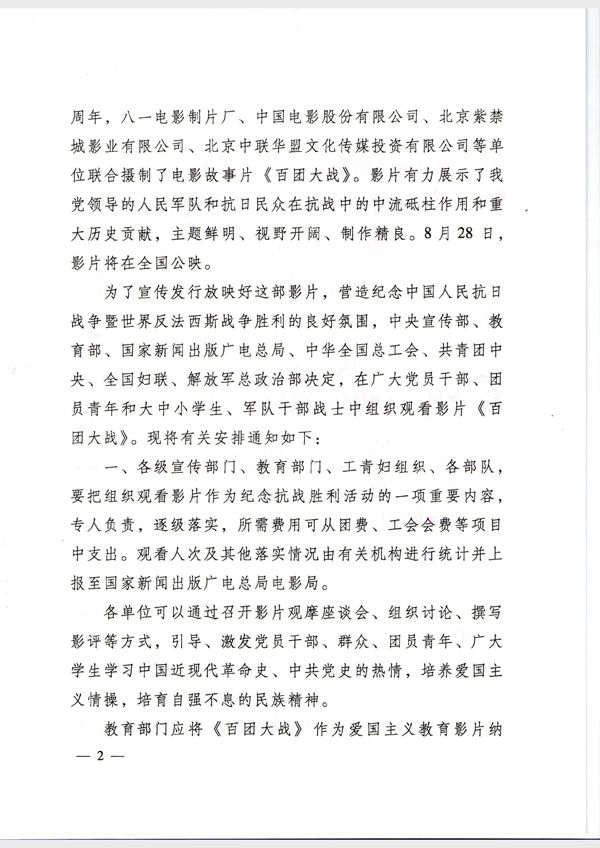 周年，八一电影制片厂、中国电影股份有限公司、北京紫禁
城影业有限公司、北京中联华盟文化传媒投资有限公司等单
位联合摄制了电影故事片《百团大战》。影片有力展示了我
党领导的人民军队和抗日民众在抗战中的中流砥柱作用和重
大历史贡献，主题鲜明、视野开阔、制作精良。8月28日，
影片将在全国公映。
为了宣传发行放映好这部影片，营造纪念中国人民抗日
战争暨世界反法西斯战争胜利的良好氛围，中央宣传部、教
育部、国家新闻出版广电总局、中华全国总工会、共青团中
央、全国妇联、解放军总政治部决定，在广大党员干部、团
员青年和大中小学生、军队干部战士中组织观看影片《百
团大战》。现将有关安排通知如下：
一、各级宣传部门、教育部门、工青妇组织、各部队，
要把组织观看影片作为纪念抗战胜利活动的一项重要内容，
专人负责，逐级落实，所需费用可从团费、工会会费等项目
中支出。观看人次及其他落实情况由有关机构进行统计并上
报至国家新闻出版广电总局电影局。
各单位可以通过召开影片观摩座谈会、组织讨论、撰写
影评等方式，引导、激发党员干部、群众、团员青年、广大
学生学习中国近现代革命史、中共党史的热情，培养爱国主
义情操，培育自强不息的民族精神。
教育部门应将《百团大战》作为爱国主义教育影片纳
— 2 —